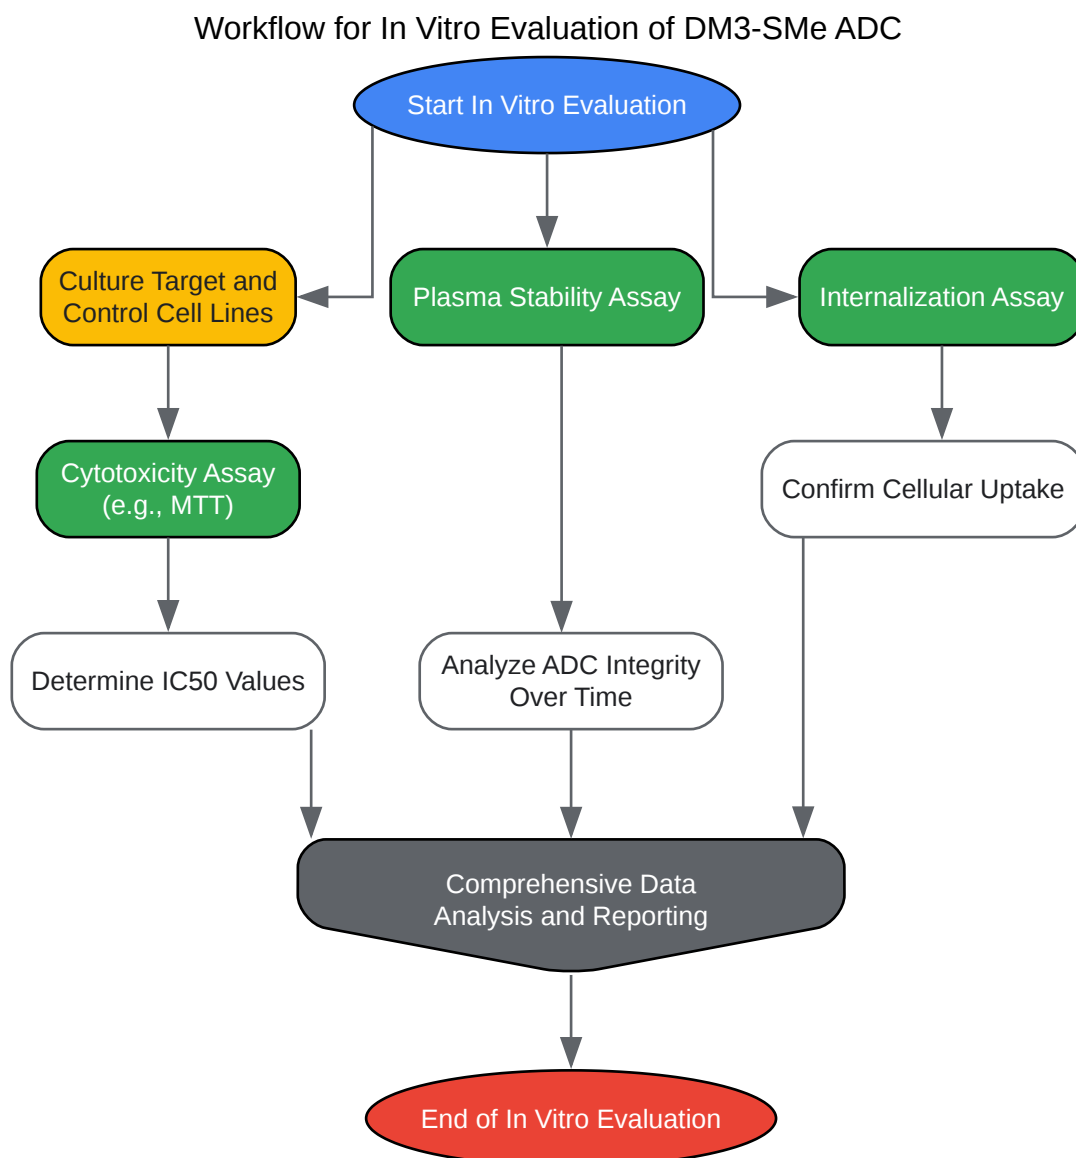 Workflow for In Vitro Evaluation of DM3-SMe ADC
Start In Vitro Evaluation
Culture Target and
Control Cell Lines
Plasma Stability Assay
Internalization Assay
Cytotoxicity Assay
(e.g., MTT)
Confirm Cellular Uptake
Determine IC50 Values
Analyze ADC Integrity
Over Time
Comprehensive Data
Analysis and Reporting
End of In Vitro Evaluation